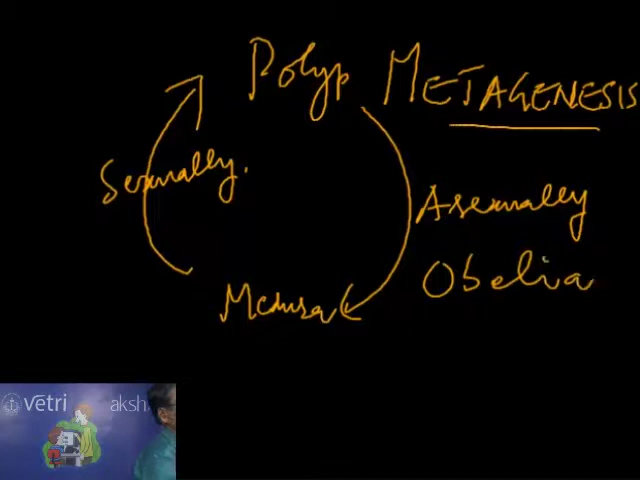 Polyp METAGENESIS
Sexually.
Asexually
Obelia
Medusa
vetri aksh